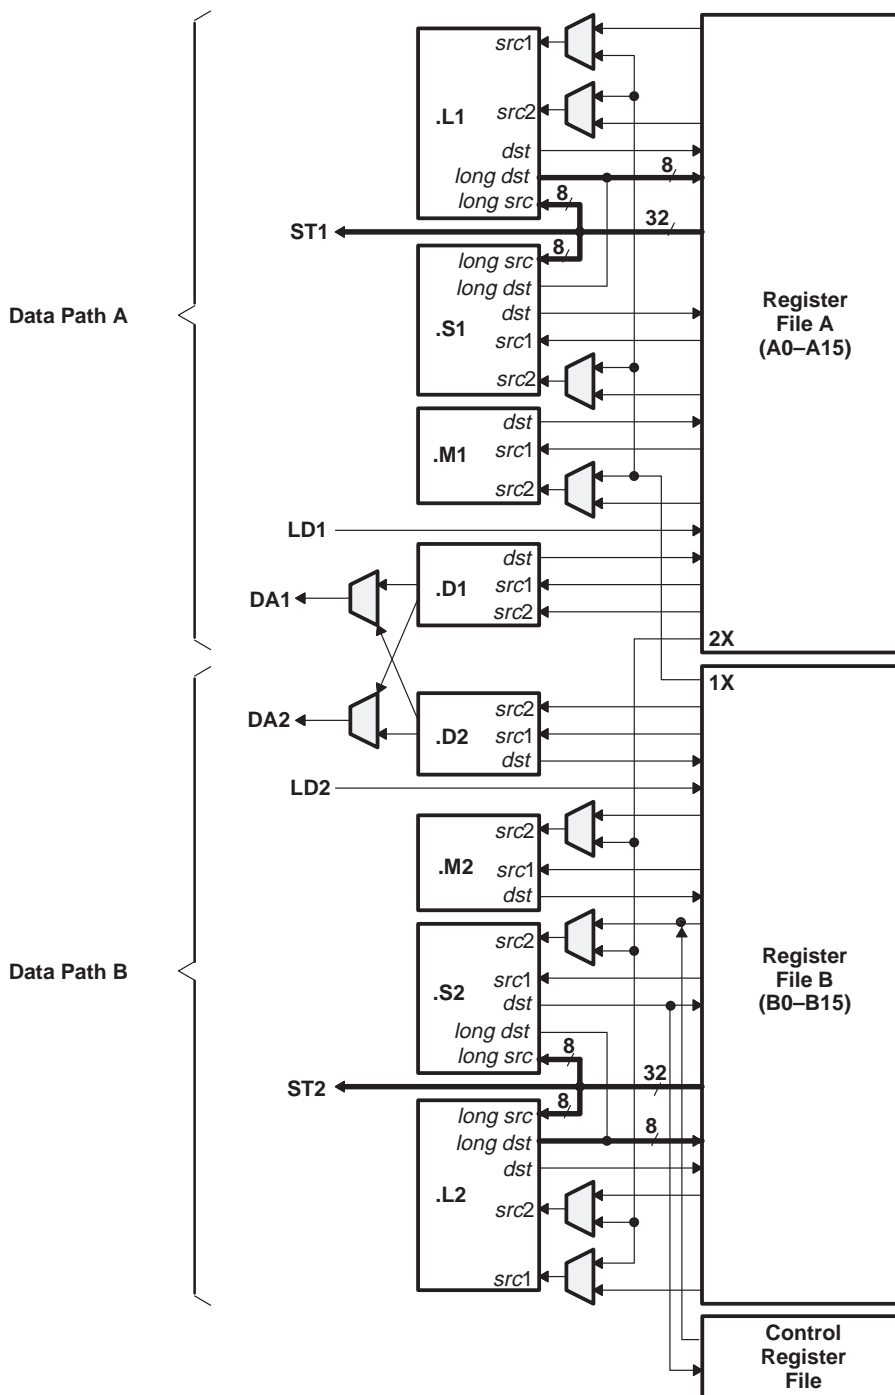 src1
.L1
src2
dst
long dst
8
8
long src
ST1
32
8
long src
long dst
Data Path A
dst
.S1
src1
src2
Register
File A
(A0–A15)
dst
.M1
src1
src2
LD1
dst
.D1
src1
src2
DA1
2X
1X
DA2
src2
.D2
src1
dst
LD2
src2
.M2
src1
dst
src2
Data Path B
src1
.S2
dst
long dst
long src
8
Register
File B
(B0–B15)
ST2
32
8
long src
long dst
8
dst
.L2
src2
src1
Control
Register
File